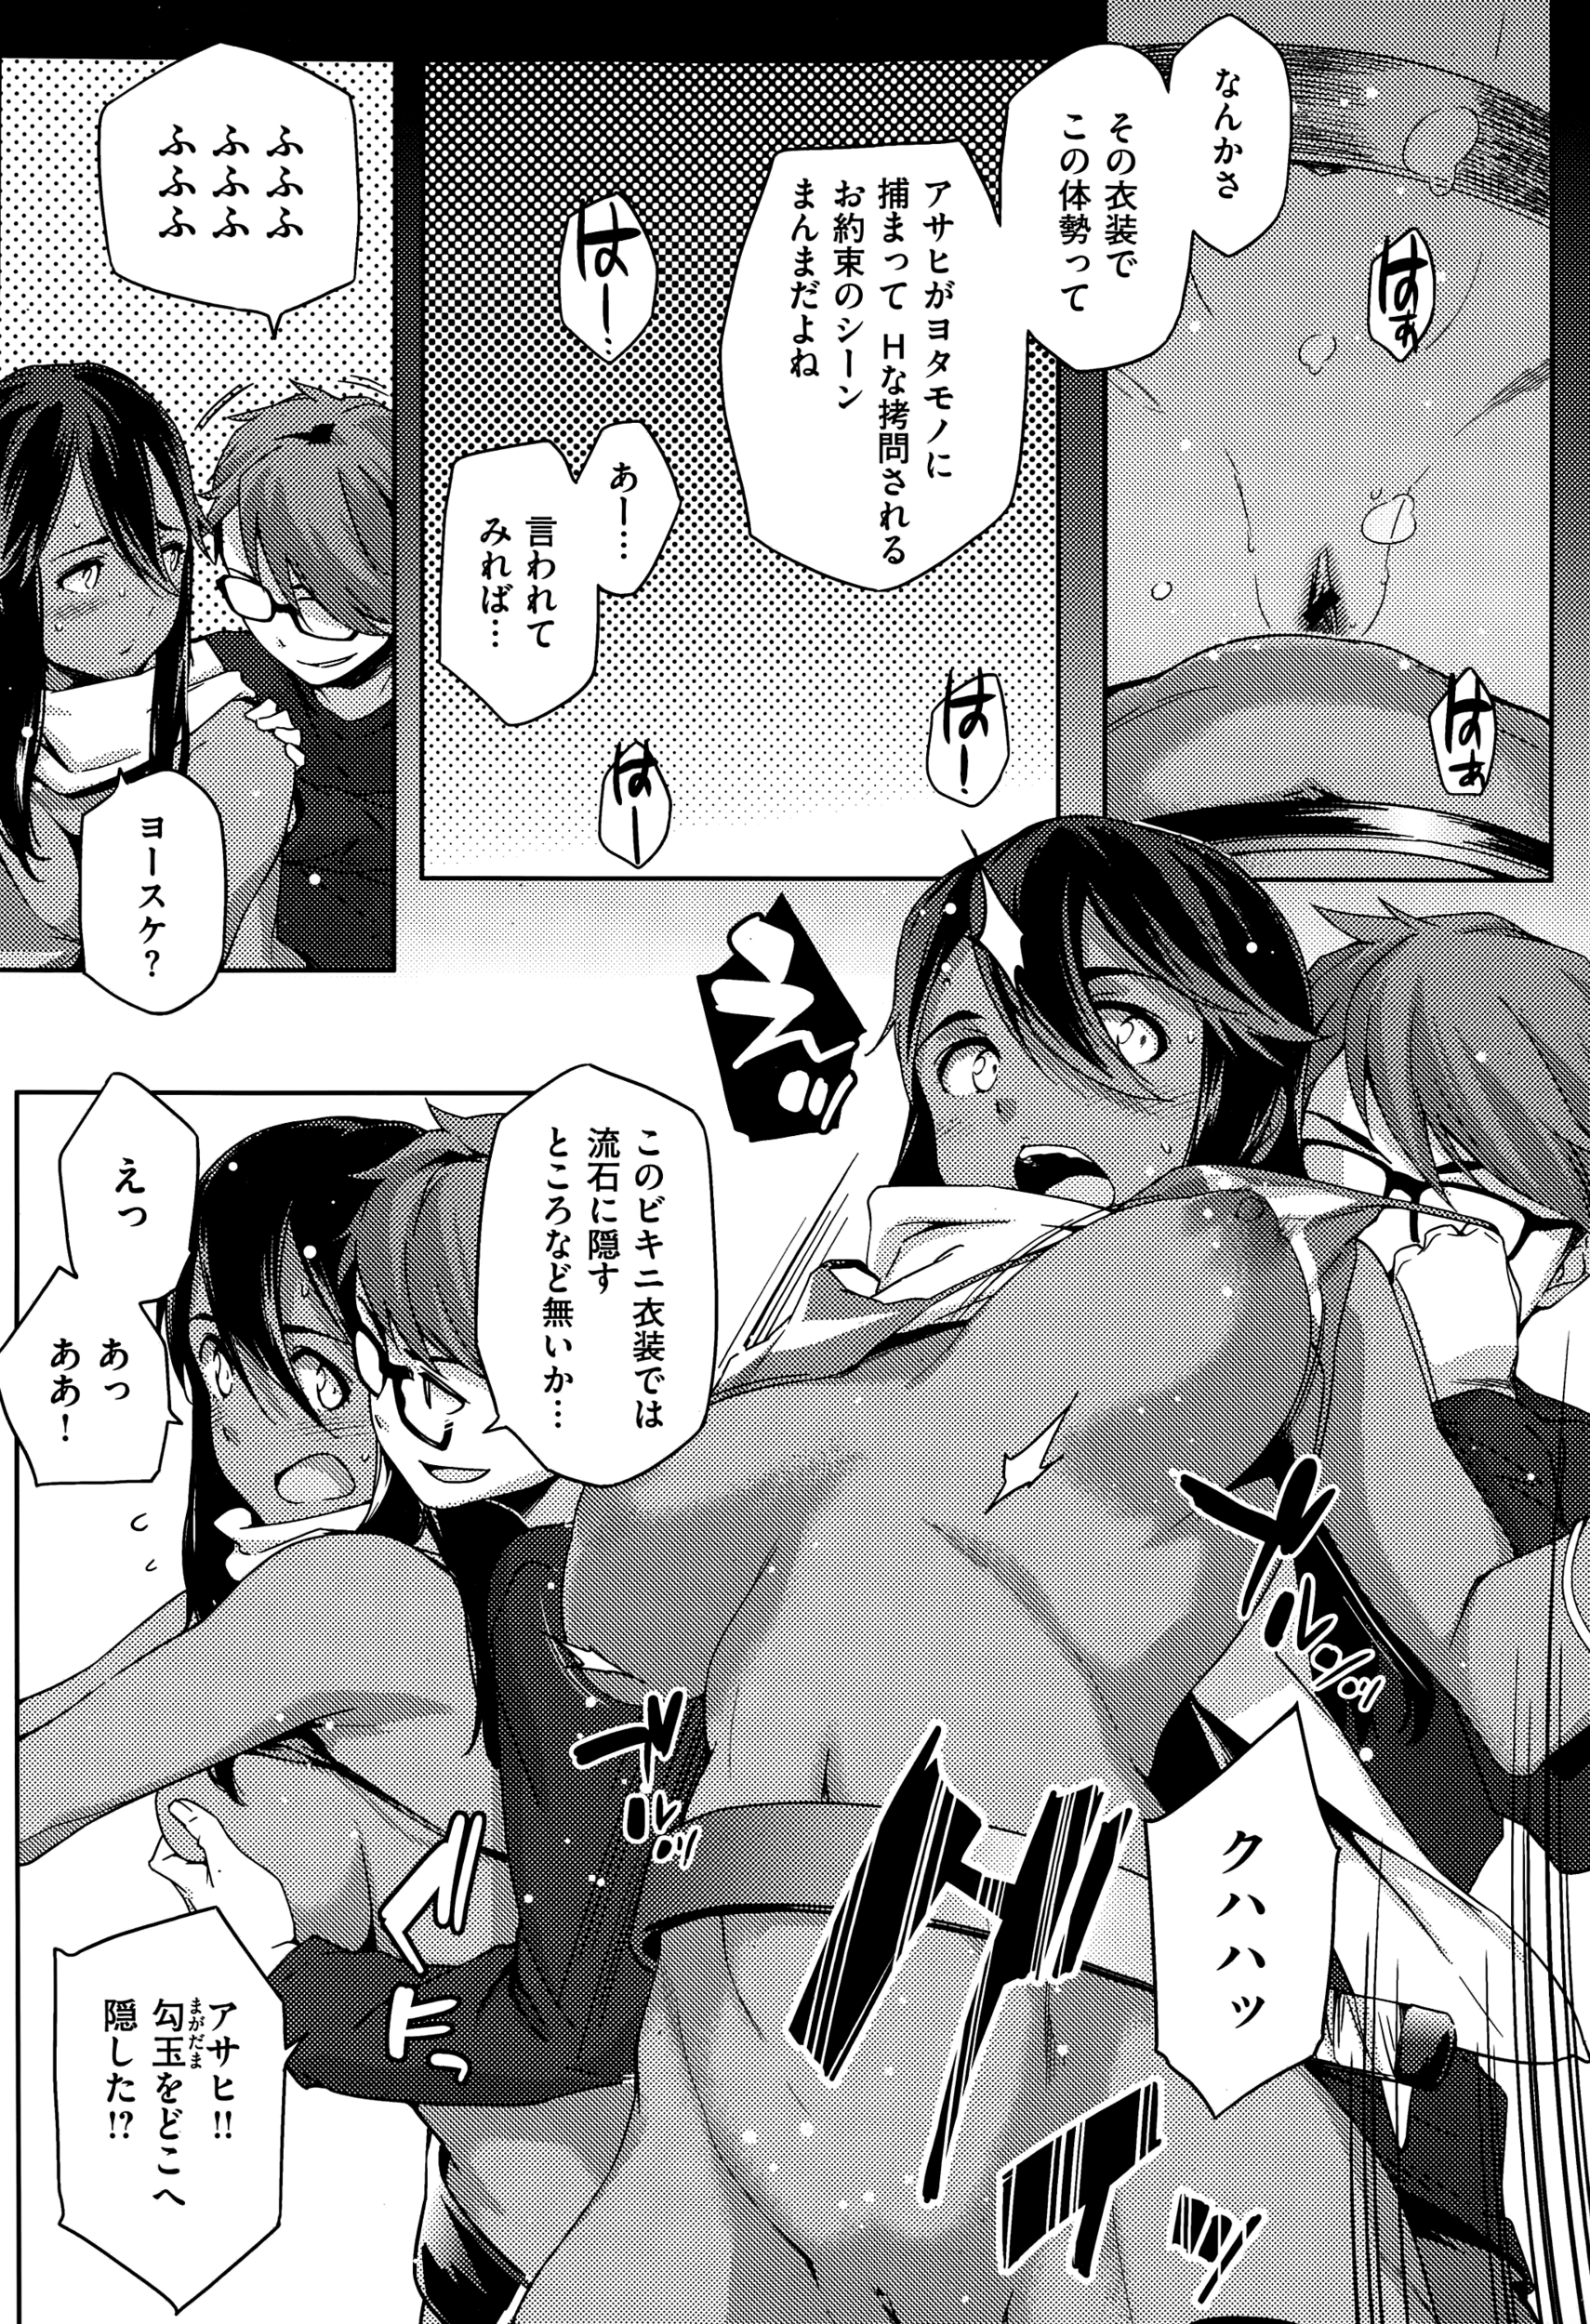 なんかさ
その衣装で
この体勢って
はぁ
はぁ
アサヒがヨタモノに
捕まってＨな拷問される
お約束のシーン
まんまだよね
はー…
あー…
言われて
みれば…
はー…
はー
ふふふ
ふふふ
ふふふ
ヨースケ？
クハハッ
このビキニ衣装では
流石に隠す
ところなど無いか…
えっ
あっ
ああ！
アサヒ!!
勾玉をどこへ
まがだま
隠した!?